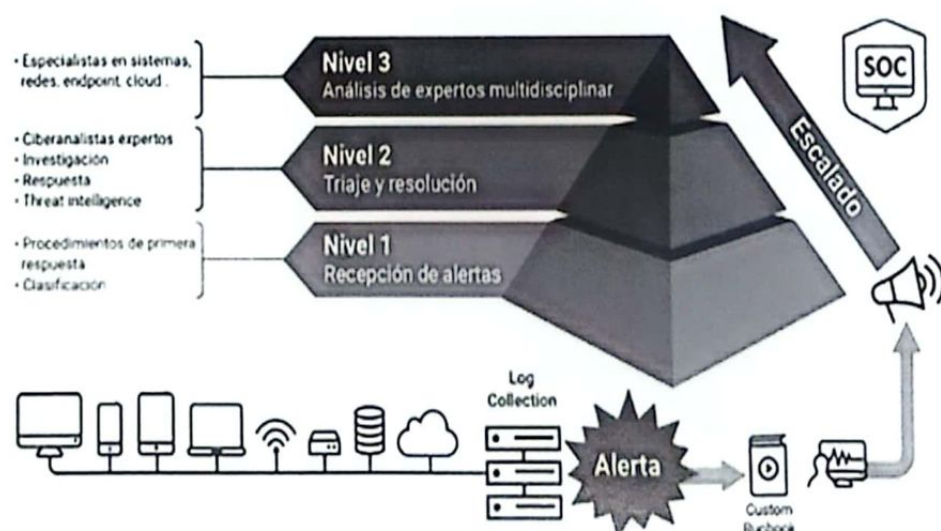 • Especialistas en sistemas,
redes, endpoint, cloud...
Nivel 3
Análisis de expertos multidisciplinar
• Ciberanalistas expertos
• Investigación
• Respuesta
• Threat intelligence
Nivel 2
Triaje y resolución
• Procedimientos de primera
respuesta
• Clasificación
Nivel 1
Recepción de alertas
SOC
Escalado
Log
Collection
Alerta
Custom